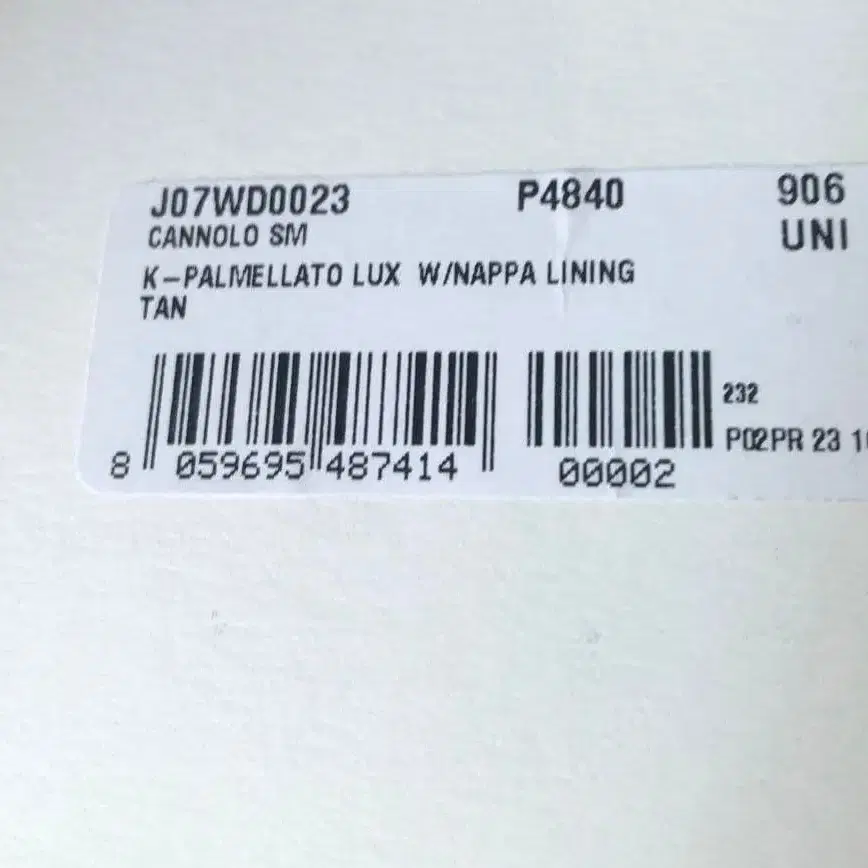 J07WD0023 P4840 906
CANNOLO SM UNI
K-PALMELLATO LUX W/NAPPA LINING
TAN
232
P02PR 23
8 059695 487414 00002